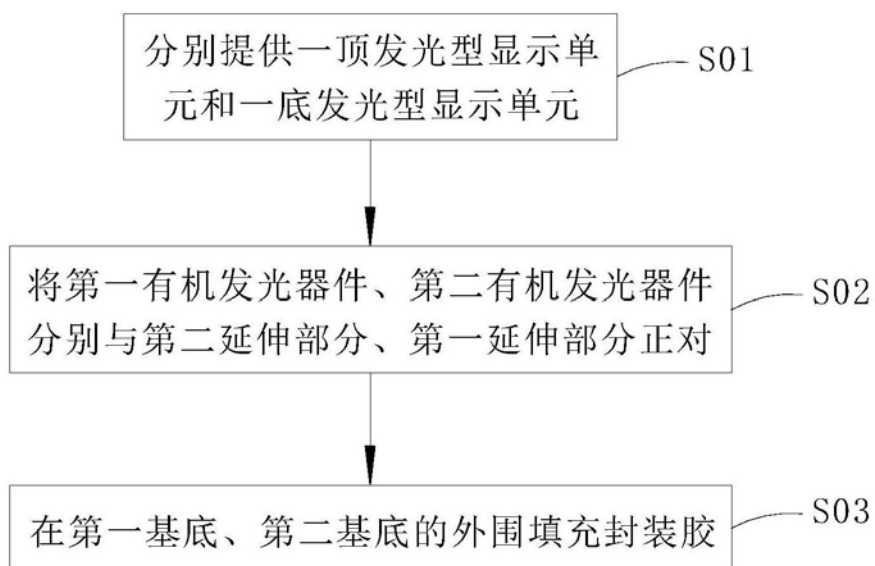 分别提供一顶发光型显示单
元和一底发光型显示单元
S01
将第一有机发光器件、第二有机发光器件
分别与第二延伸部分、第一延伸部分正对
S02
在第一基底、第二基底的外围填充封装胶
S03